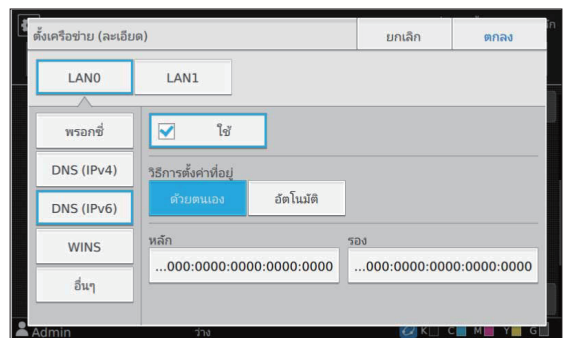 ตั้งเครือข่าย (ละเอียด)
ยกเลิก
ตกลง
LAN0
LAN1
พรอกซี่
DNS (IPv4)
DNS (IPv6)
WINS
อื่นๆ
ใช้
วิธีการตั้งค่าที่อยู่
ด้วยตนเอง
อัตโนมัติ
หลัก
รอง
...000:0000:0000:0000:0000
...000:0000:0000:0000:0000
Admin
ว่าง
K
C
M
Y
G